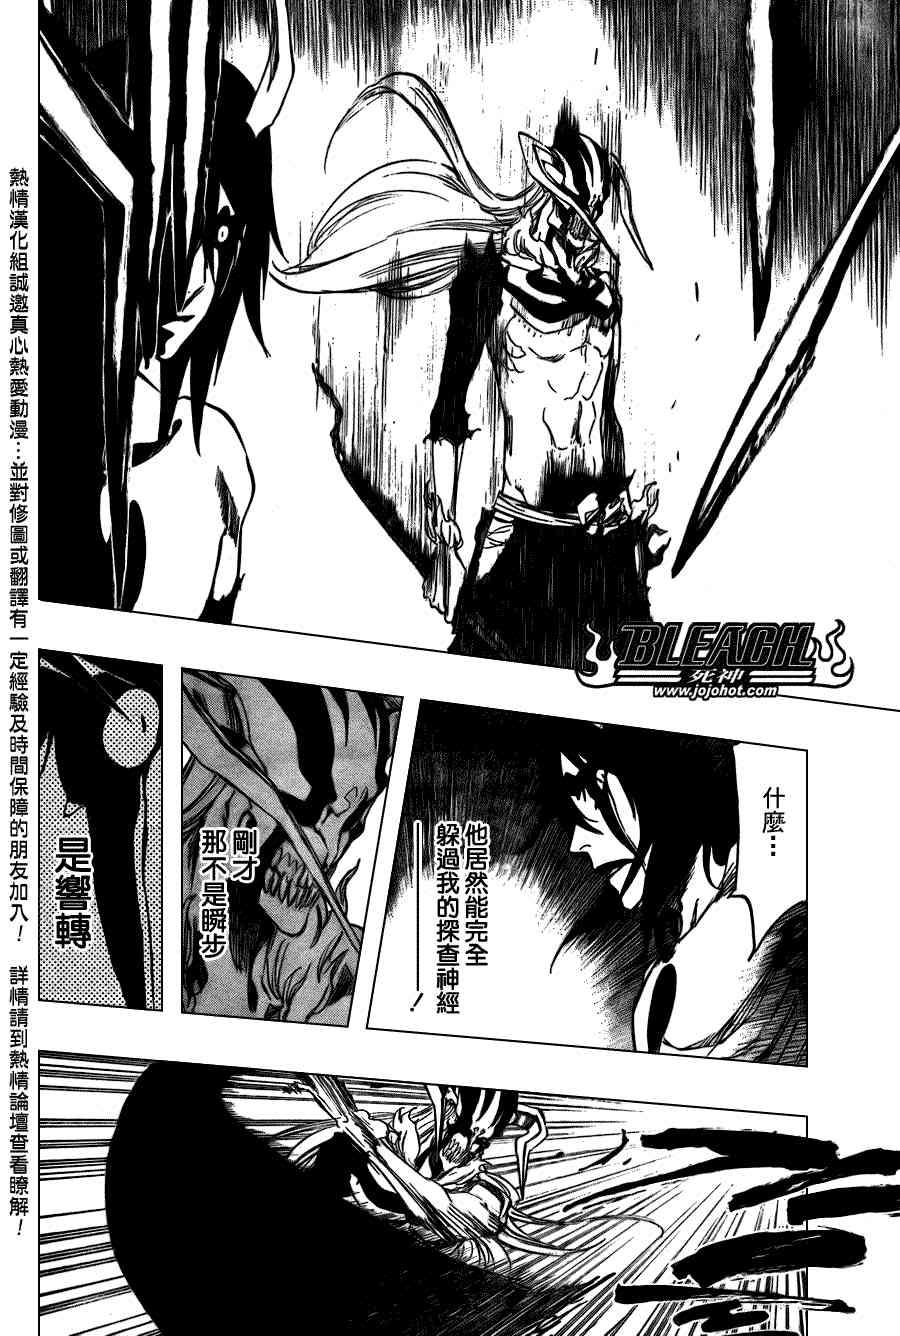 BLEACH
死神
www.jojohot.com
什麼…
他居然能完全
躲過我的探查神經
——！
剛才
那不是瞬步
是響轉
熱情漢化組誠邀真心熱愛動漫…並對修圖或翻譯有一定經驗及時間保障的朋友加入！　詳情請到熱情論壇查看瞭解！